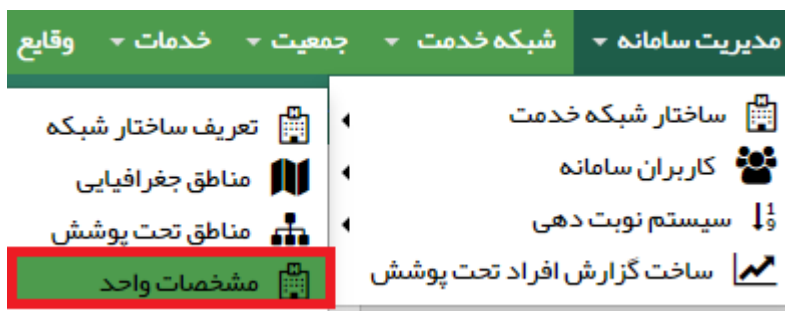 مدیریت سامانه شبکه خدمت جمعیت خدمات وقایع
ساختار شبکه خدمت
کاربران سامانه
سیستم نوبت دهی
ساخت گزارش افراد تحت پوشش
تعریف ساختار شبکه
مناطق جغرافیایی
مناطق تحت پوشش
مشخصات واحد